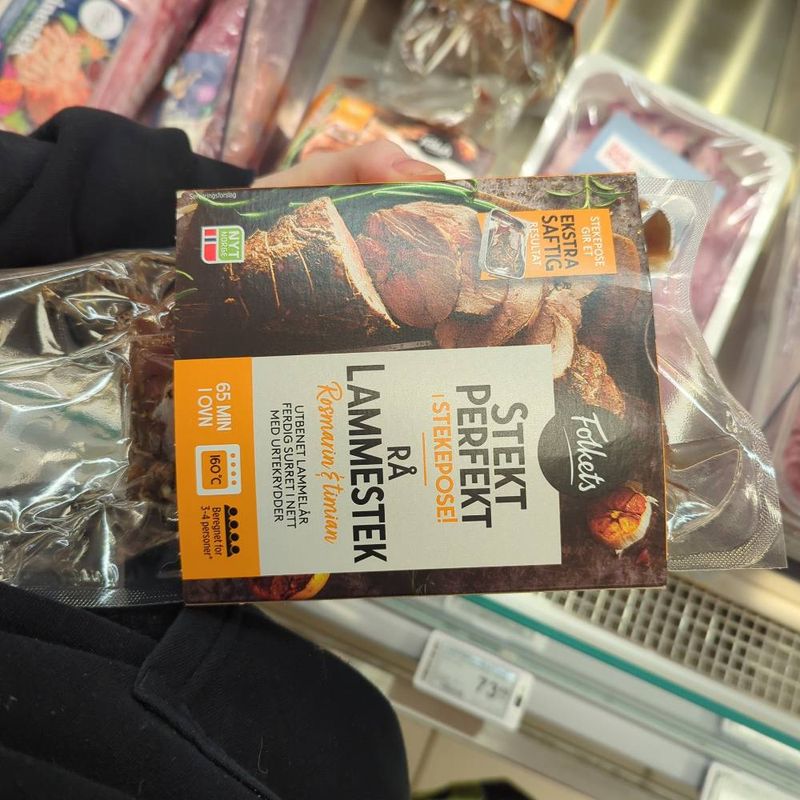 Serveringsforslag
NYT
NORGE
STEKEPOSE
GIR ET
EKSTRA
SAFTIG
RESULTAT
Folkets
STEKT
PERFEKT
I STEKEPOSE!
RÅ
LAMMESTEK
Rosmarin & timian
UTBENET LAMMELÅR
FERDIG SURRET I NETT
MED URTEKRYDDER
65 MIN
I OVN
160°C
Beregnet for
3-4 personer*
73